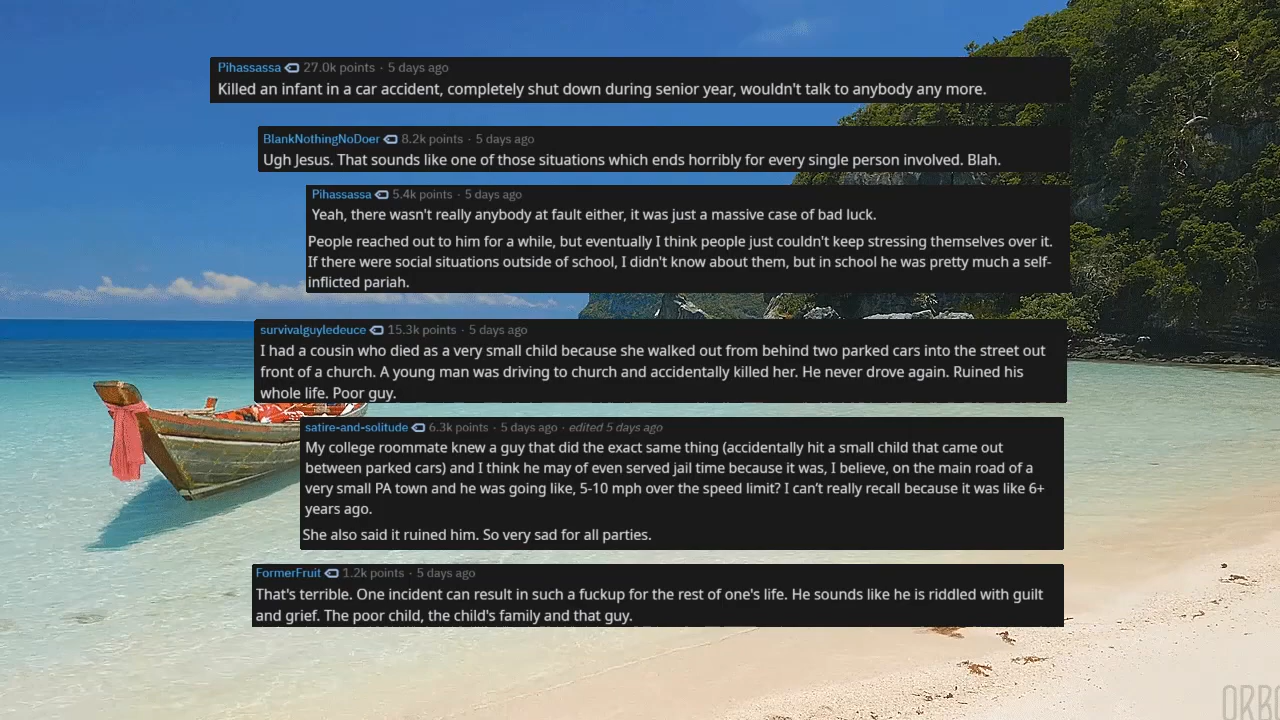 Pihassassa 27.0k points · 5 days ago
Killed an infant in a car accident, completely shut down during senior year, wouldn't talk to anybody any more.
BlankNothingNoDoer 8.2k points · 5 days ago
Ugh Jesus. That sounds like one of those situations which ends horribly for every single person involved. Blah.
Pihassassa 5.4k points · 5 days ago
Yeah, there wasn't really anybody at fault either, it was just a massive case of bad luck.
People reached out to him for a while, but eventually I think people just couldn't keep stressing themselves over it.
If there were social situations outside of school, I didn't know about them, but in school he was pretty much a self-
inflicted pariah.
survivalguyledeuce 15.3k points · 5 days ago
I had a cousin who died as a very small child because she walked out from behind two parked cars into the street out
front of a church. A young man was driving to church and accidentally killed her. He never drove again. Ruined his
whole life. Poor guy.
satire-and-solitude 6.3k points · 5 days ago · edited 5 days ago
My college roommate knew a guy that did the exact same thing (accidentally hit a small child that came out
between parked cars) and I think he may of even served jail time because it was, I believe, on the main road of a
very small PA town and he was going like, 5-10 mph over the speed limit? I can't really recall because it was like 6+
years ago.
She also said it ruined him. So very sad for all parties.
FormerFruit 1.2k points · 5 days ago
That's terrible. One incident can result in such a fuckup for the rest of one's life. He sounds like he is riddled with guilt
and grief. The poor child, the child's family and that guy.